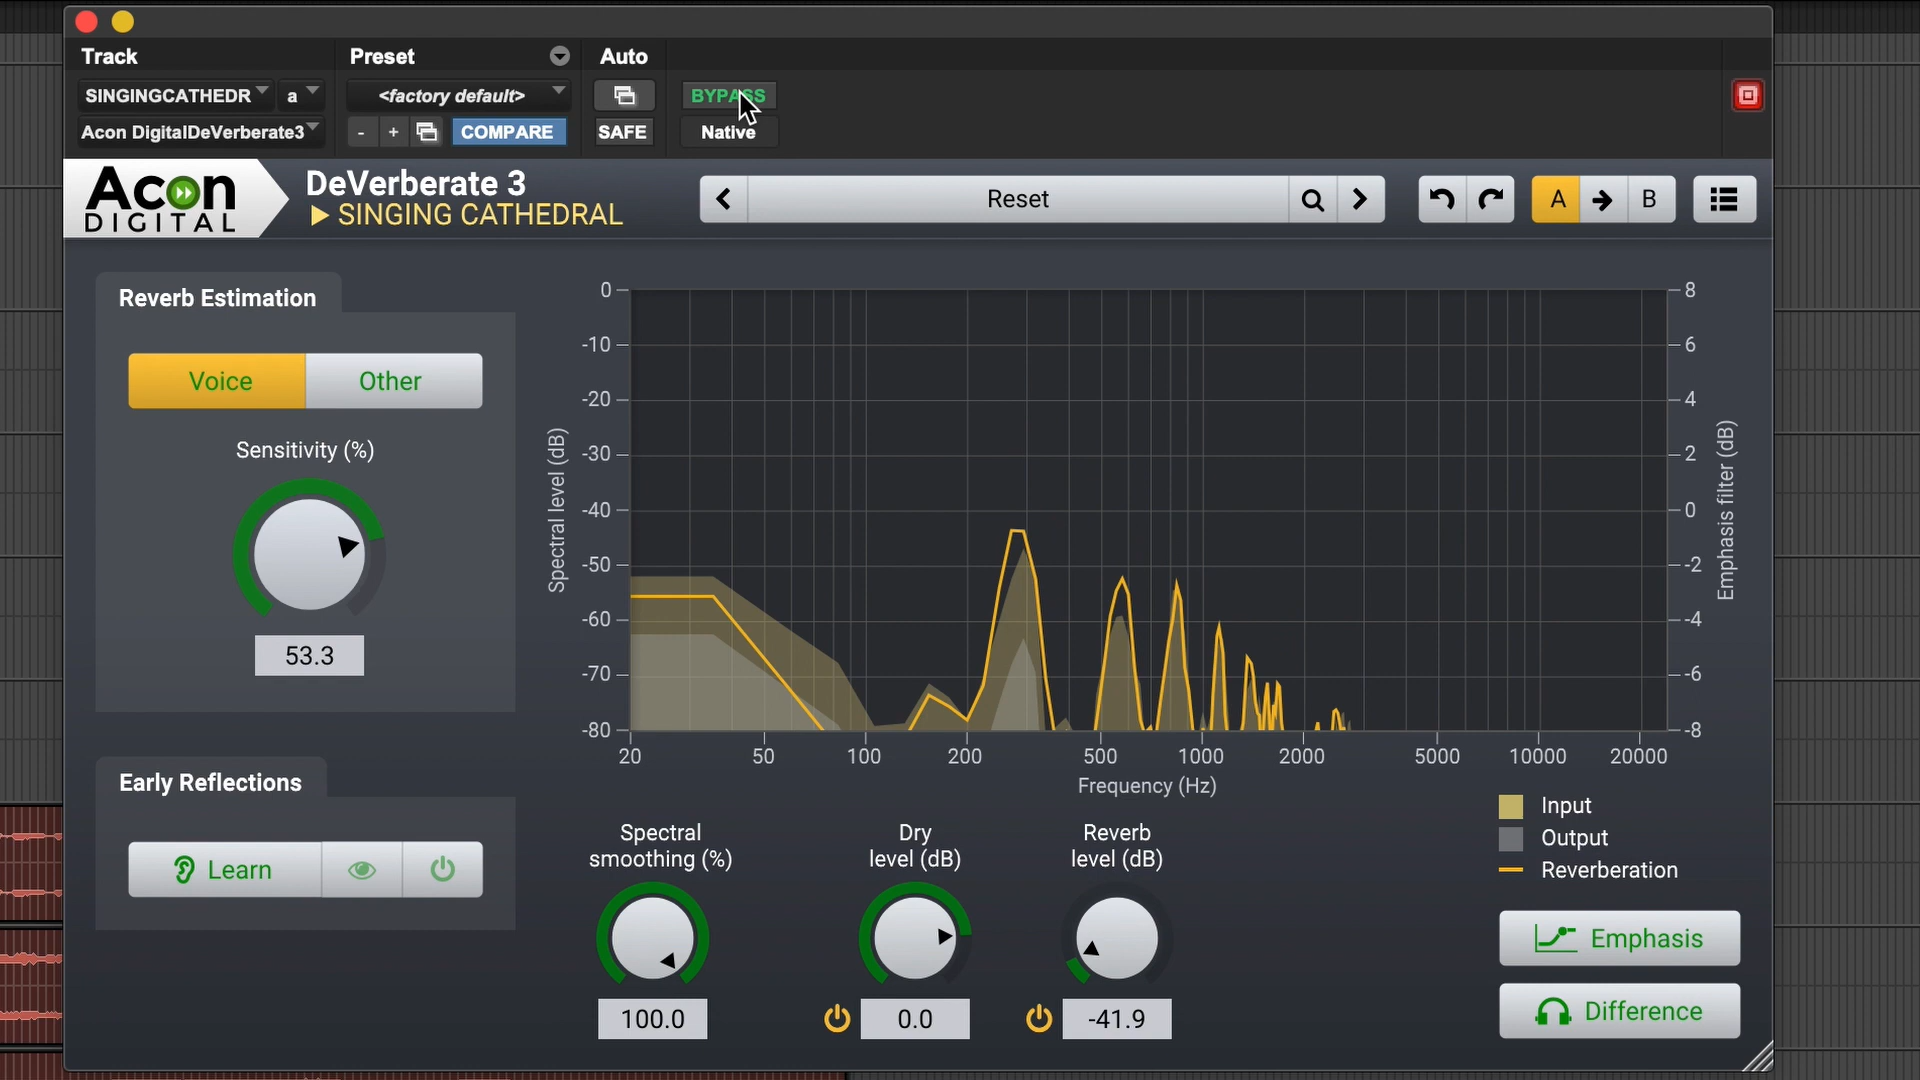 Track
Preset
Auto
SINGINGCATHEDR
a
<factory default>
BYPASS
Acon DigitalDeVerberate3
-
+
COMPARE
SAFE
Native
Acon
DIGITAL
DeVerberate 3
SINGING CATHEDRAL
Reset
A
B
Reverb Estimation
Voice
Other
Sensitivity (%)
53.3
Early Reflections
Learn
Spectral level (dB)
0
-10
-20
-30
-40
-50
-60
-70
-80
8
6
4
2
0
-2
-4
-6
-8
Emphasis filter (dB)
20
50
100
200
500
1000
2000
5000
10000
20000
Frequency (Hz)
Input
Output
Reverberation
Spectral
smoothing (%)
100.0
Dry
level (dB)
0.0
Reverb
level (dB)
-41.9
Emphasis
Difference